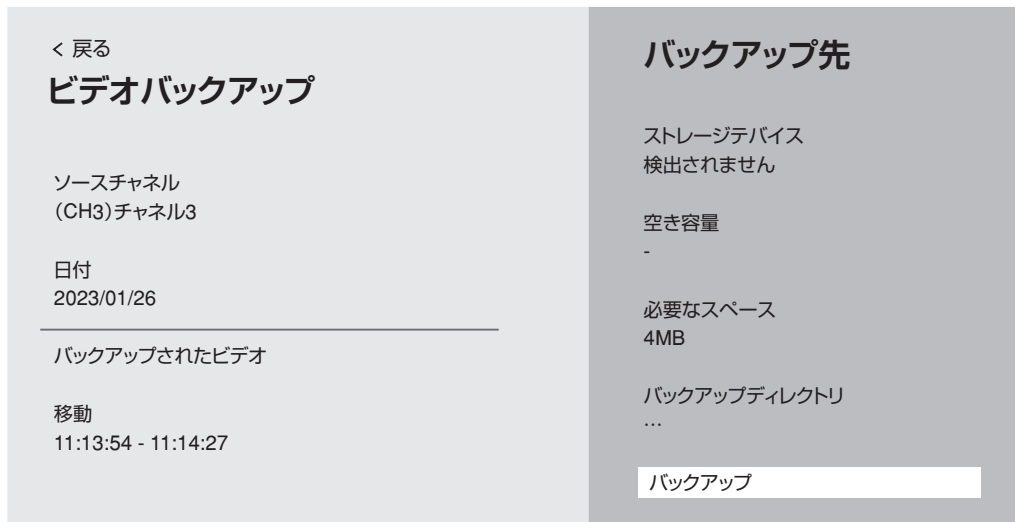 < 戻る
ビデオバックアップ
ソースチャネル
（CH3）チャネル3
日付
2023/01/26
バックアップされたビデオ
移動
11:13:54 - 11:14:27
バックアップ先
ストレージテバイス
検出されません
空き容量
-
必要なスペース
4MB
バックアップディレクトリ
…
バックアップ